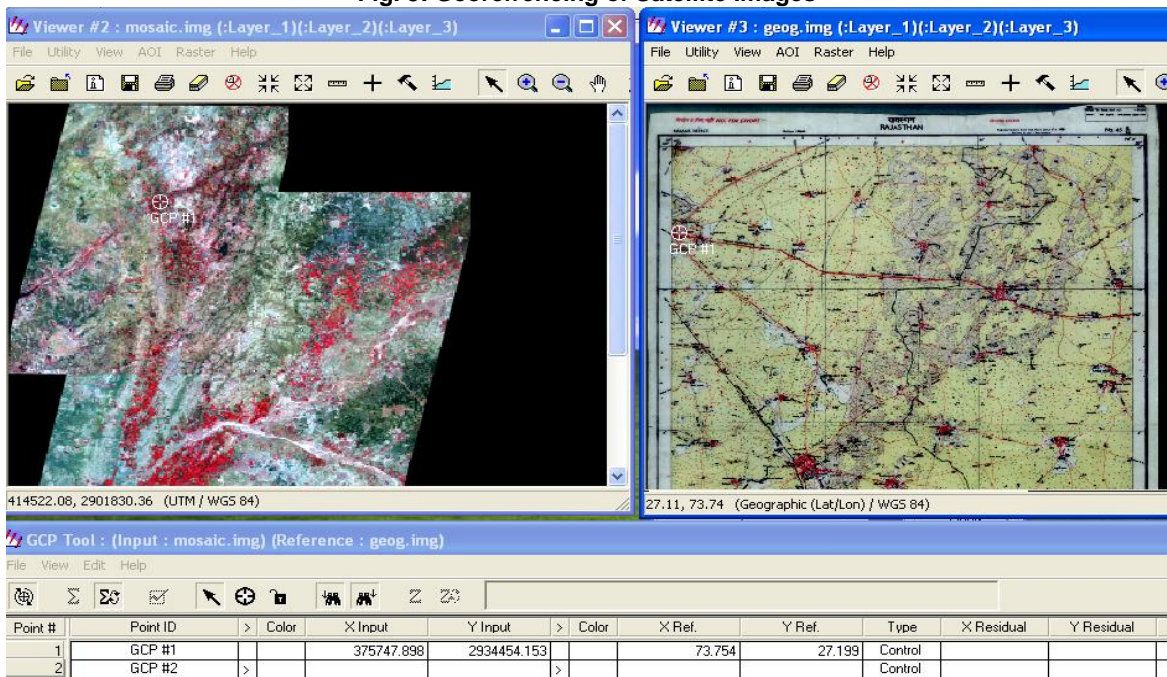 Fig. 3: Georefrencing of Satellite Images
Viewer #2 : mosaic.img (:Layer_1)(:Layer_2)(:Layer_3)
File Utility View AOI Raster Help
GCP #1
414522.08, 2901830.36 (UTM / WGS 84)
Viewer #3 : geog.img (:Layer_1)(:Layer_2)(:Layer_3)
File Utility View AOI Raster Help
राजस्थान
RAJASTHAN
NO. 45
GCP #1
27.11, 73.74 (Geographic (Lat/Lon) / WGS 84)
GCP Tool : (Input : mosaic.img) (Reference : geog.img)
File View Edit Help
Point # Point ID > Color X Input Y Input > Color X Ref. Y Ref. Type X Residual Y Residual
1 GCP #1 375747.898 2934454.153 73.754 27.199 Control
2 GCP #2 > > Control